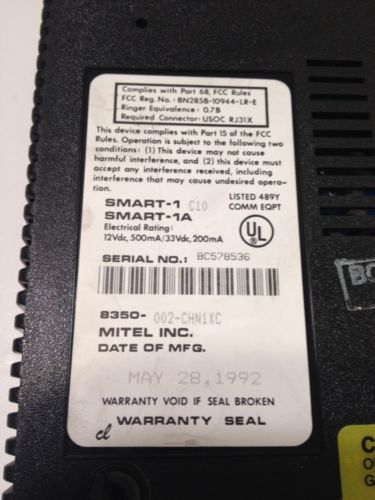 Complies with Part 68, FCC Rules
FCC Reg. No.: BN285B-10944-LR-E
Ringer Equivalence: 0.7B
Required Connector: USOC RJ31X
This device complies with Part 15 of the FCC
Rules. Operation is subject to the following two
conditions: (1) This device may not cause
harmful interference, and (2) this device must
accept any interference received, including
interference that may cause undesired opera-
tion.
SMART-1 C10
SMART-1A
LISTED 489Y
COMM EQPT
Electrical Rating:
12Vdc, 500mA/33Vdc, 200mA
UL
SERIAL NO.: BC578536
8350-002-CHN1XC
MITEL INC.
DATE OF MFG.
MAY 28,1992
WARRANTY VOID IF SEAL BROKEN
WARRANTY SEAL